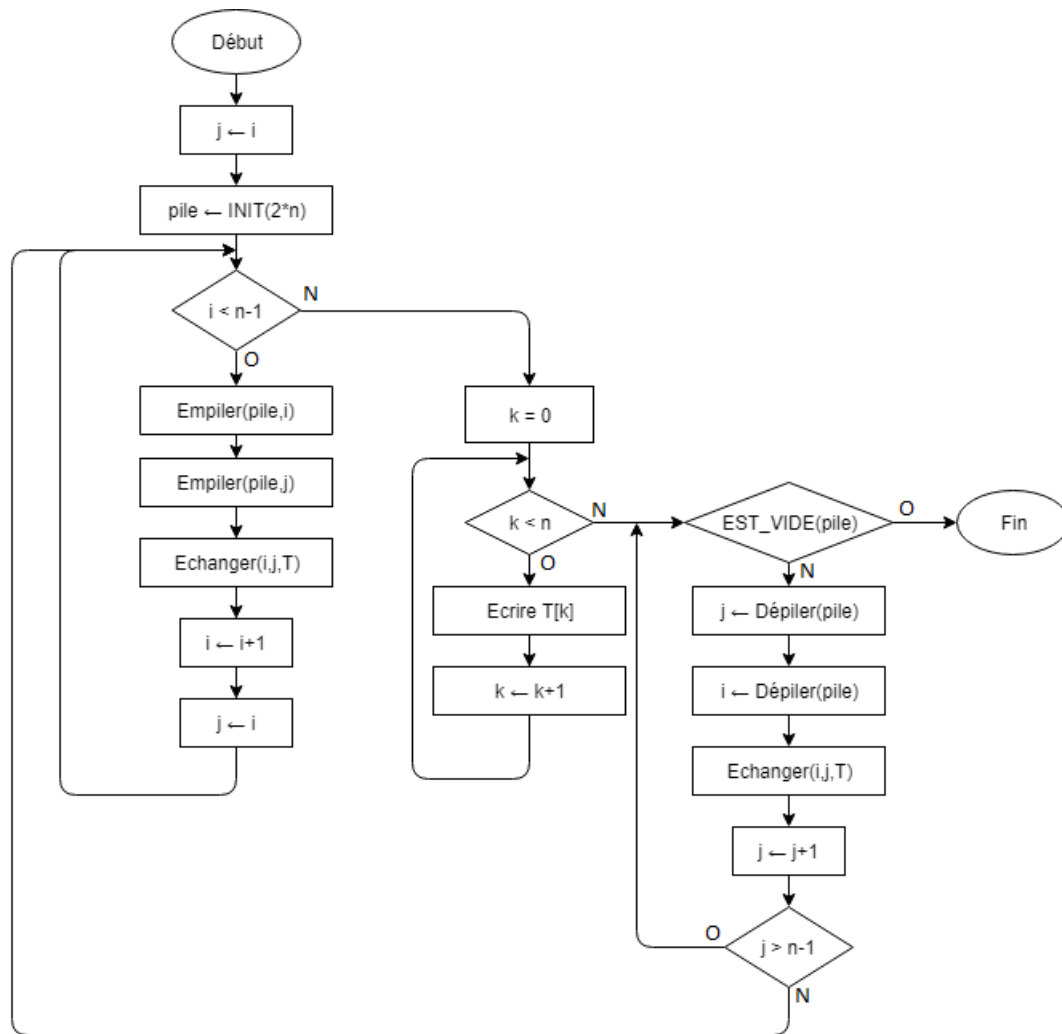 Début
j ← i
pile ← INIT(2*n)
i < n-1
N
O
Empiler(pile,i)
Empiler(pile,j)
Echanger(i,j,T)
i ← i+1
j ← i
k = 0
k < n
N
O
Ecrire T[k]
k ← k+1
EST_VIDE(pile)
O
Fin
N
j ← Dépiler(pile)
i ← Dépiler(pile)
Echanger(i,j,T)
j ← j+1
j > n-1
O
N